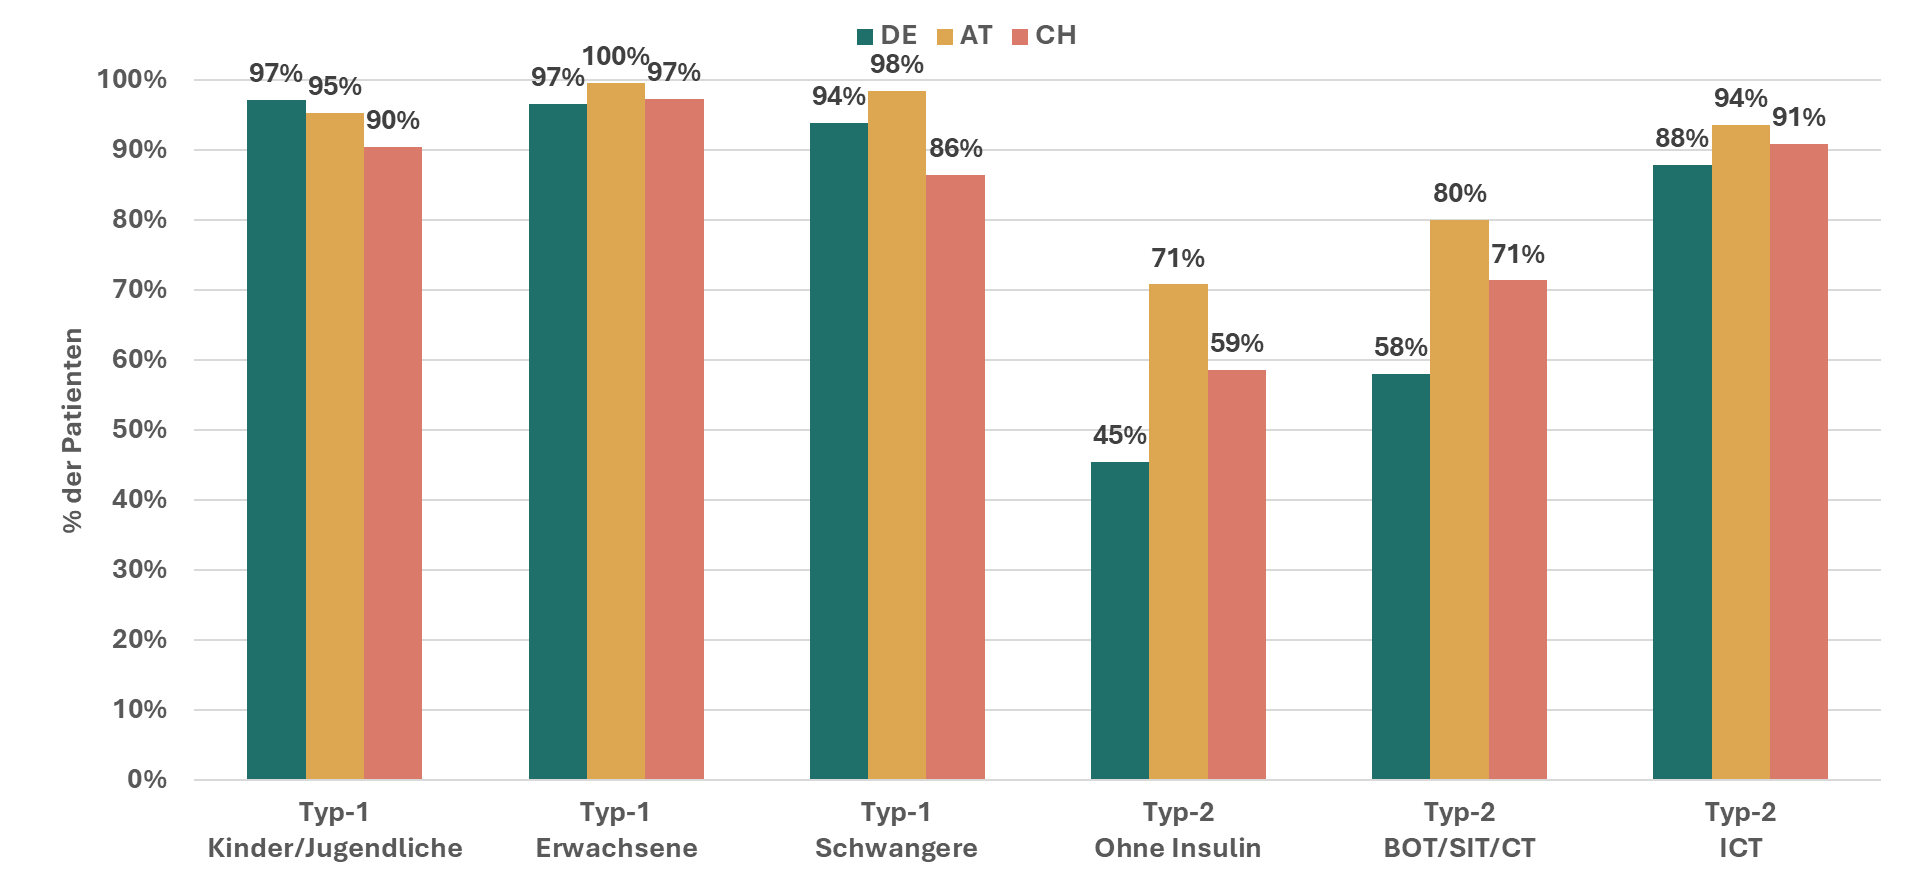 DE AT CH
% der Patienten
100%
90%
80%
70%
60%
50%
40%
30%
20%
10%
0%
97% 95% 90%
97% 100% 97%
94% 98% 86%
45% 71% 59%
58% 80% 71%
88% 94% 91%
Typ-1
Kinder/Jugendliche
Typ-1
Erwachsene
Typ-1
Schwangere
Typ-2
Ohne Insulin
Typ-2
BOT/SIT/CT
Typ-2
ICT